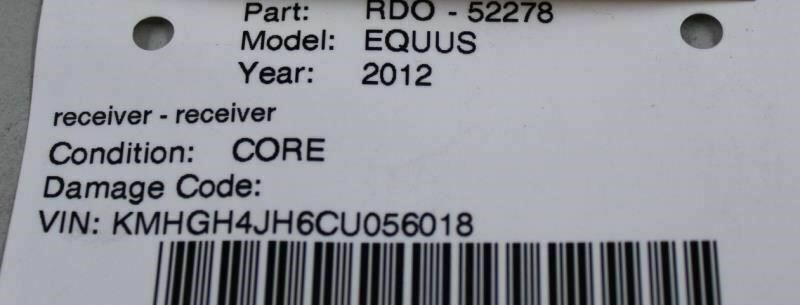 Part: RDO - 52278
Model: EQUUS
Year: 2012
receiver - receiver
Condition: CORE
Damage Code:
VIN: KMHGH4JH6CU056018